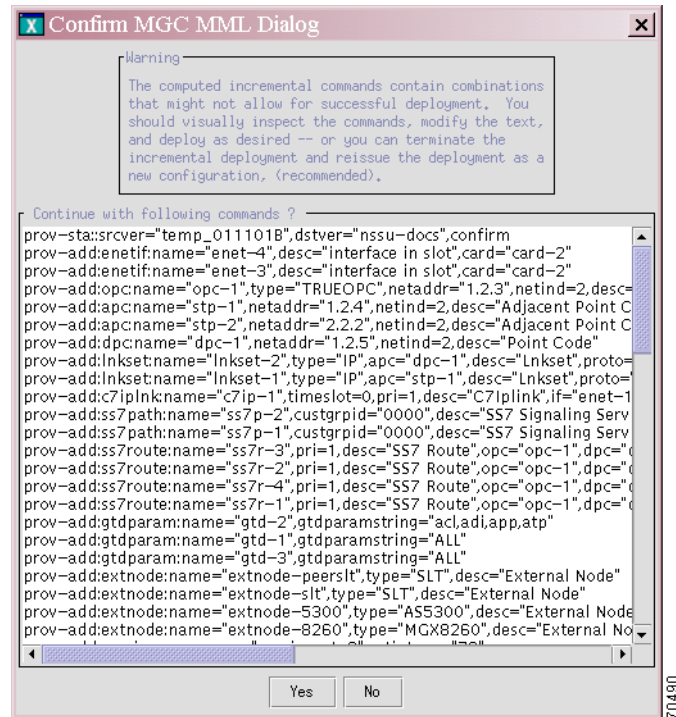 Confirm MGC MML Dialog
Warning
The computed incremental commands contain combinations
that might not allow for successful deployment. You
should visually inspect the commands, modify the text,
and deploy as desired -- or you can terminate the
incremental deployment and reissue the deployment as a
new configuration, (recommended).
Continue with following commands ?
prov-sta::srcver="temp_011101B",dstver="nssu-docs",confirm
prov-add:enetif:name="enet-4",desc="interface in slot",card="card-2"
prov-add:enetif:name="enet-3",desc="interface in slot",card="card-2"
prov-add:opc:name="opc-1",type="TRUEOPC",netaddr="1.2.3",netind=2,desc=
prov-add:apc:name="stp-1",netaddr="1.2.4",netind=2,desc="Adjacent Point C
prov-add:apc:name="stp-2",netaddr="2.2.2",netind=2,desc="Adjacent Point C
prov-add:dpc:name="dpc-1",netaddr="1.2.5",netind=2,desc="Point Code"
prov-add:lnkset:name="lnkset-2",type="IP",apc="dpc-1",desc="Lnkset",proto=
prov-add:lnkset:name="lnkset-1",type="IP",apc="stp-1",desc="Lnkset",proto="
prov-add:c7iplnk:name="c7ip-1",timeslot=0,pri=1,desc="C7Iplink",if="enet-1
prov-add:ss7path:name="ss7p-2",custgrpid="0000",desc="SS7 Signaling Serv
prov-add:ss7path:name="ss7p-1",custgrpid="0000",desc="SS7 Signaling Serv
prov-add:ss7route:name="ss7r-3",pri=1,desc="SS7 Route",opc="opc-1",dpc="
prov-add:ss7route:name="ss7r-2",pri=1,desc="SS7 Route",opc="opc-1",dpc="
prov-add:ss7route:name="ss7r-4",pri=1,desc="SS7 Route",opc="opc-1",dpc="
prov-add:ss7route:name="ss7r-1",pri=1,desc="SS7 Route",opc="opc-1",dpc="
prov-add:gtdparam:name="gtd-2",gtdparamstring="acl,adi,app,atp"
prov-add:gtdparam:name="gtd-1",gtdparamstring="ALL"
prov-add:gtdparam:name="gtd-3",gtdparamstring="ALL"
prov-add:extnode:name="extnode-peerslt",type="SLT",desc="External Node"
prov-add:extnode:name="extnode-slt",type="SLT",desc="External Node"
prov-add:extnode:name="extnode-5300",type="AS5300",desc="External Node
prov-add:extnode:name="extnode-8260",type="MGX8260",desc="External No
Yes
No
70490